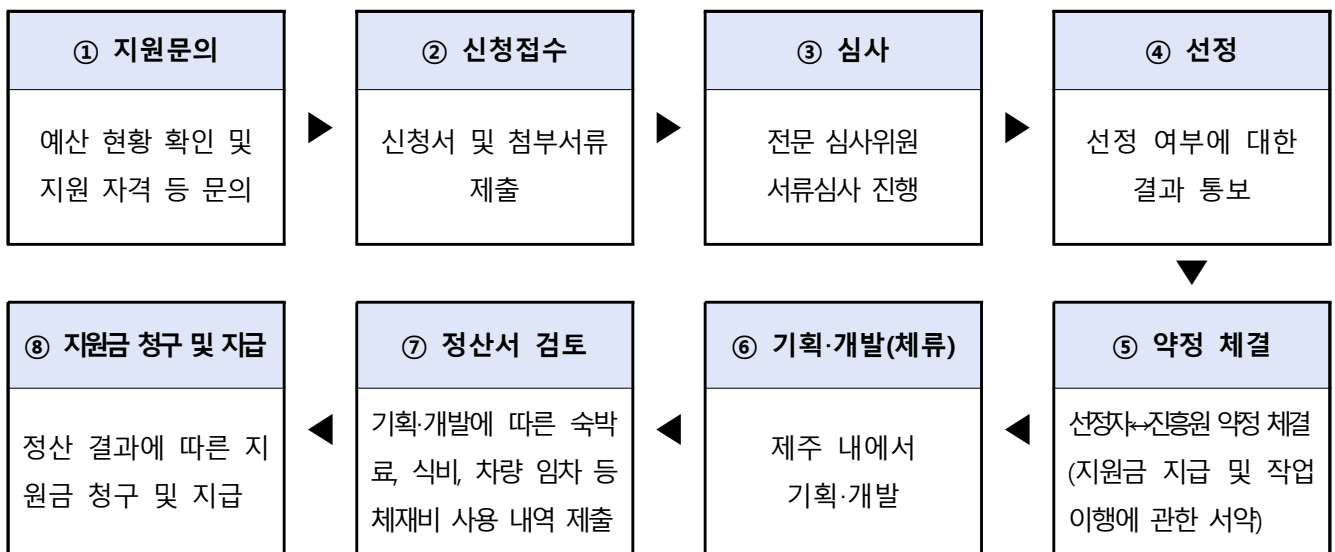 ① 지원문의
예산 현황 확인 및
지원 자격 등 문의
② 신청접수
신청서 및 첨부서류
제출
③ 심사
전문 심사위원
서류심사 진행
④ 선정
선정 여부에 대한
결과 통보
⑤ 약정 체결
선정자↔진흥원 약정 체결
(지원금 지급 및 작업
이행에 관한 서약)
⑥ 기획·개발(체류)
제주 내에서
기획·개발
⑦ 정산서 검토
기획·개발에 따른 숙박
료, 식비, 차량 임차 등
체재비 사용 내역 제출
⑧ 지원금 청구 및 지급
정산 결과에 따른 지
원금 청구 및 지급